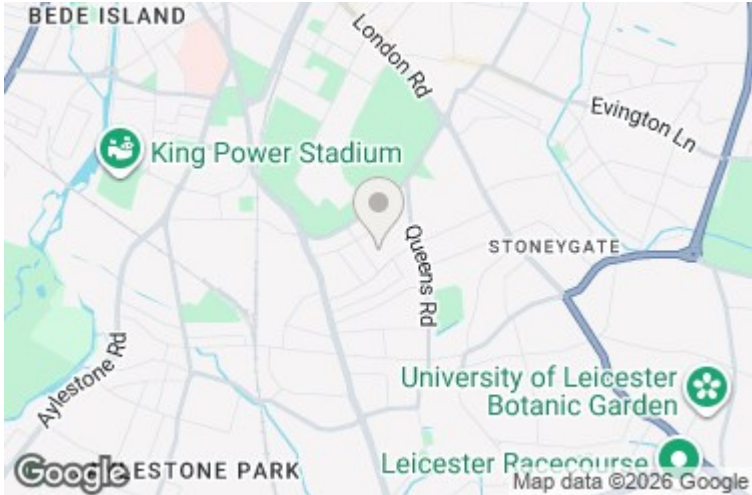 BEDE ISLAND
London Rd
Evington Ln
King Power Stadium
Queens Rd
STONEYGATE
Aylestone Rd
University of Leicester
Botanic Garden
Leicester Racecourse
Google
AYLESTONE PARK
Map data ©2026 Google